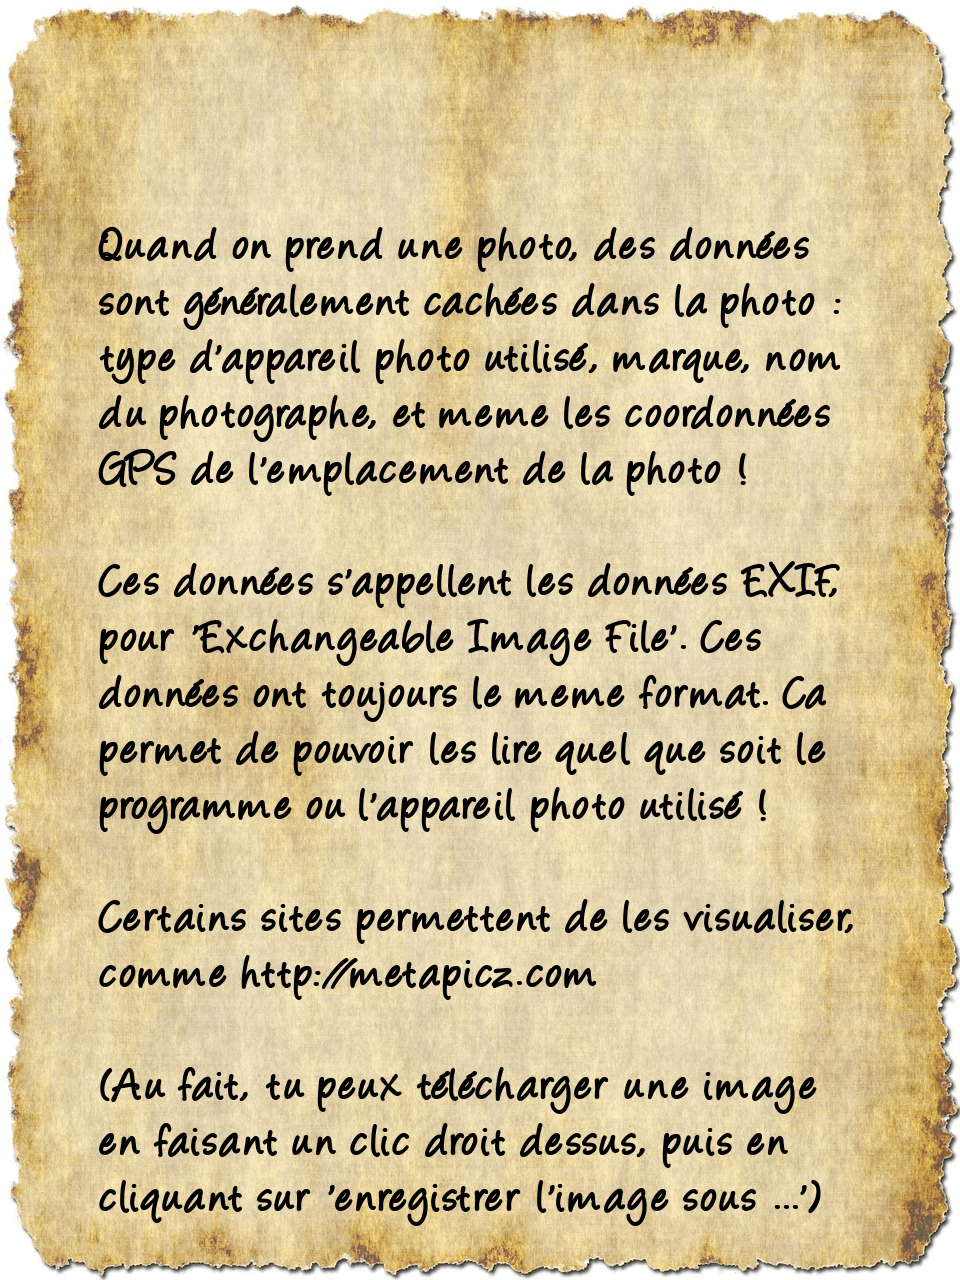 Quand on prend une photo, des données
sont généralement cachées dans la photo :
type d'appareil photo utilisé, marque, nom
du photographe, et meme les coordonnées
GPS de l'emplacement de la photo !
Ces données s'appellent les données EXIF,
pour 'Exchangeable Image File'. Ces
données ont toujours le meme format. Ca
permet de pouvoir les lire quel que soit le
programme ou l'appareil photo utilisé !
Certains sites permettent de les visualiser,
comme http://metapicz.com
(Au fait, tu peux télécharger une image
en faisant un clic droit dessus, puis en
cliquant sur 'enregistrer l'image sous ...')